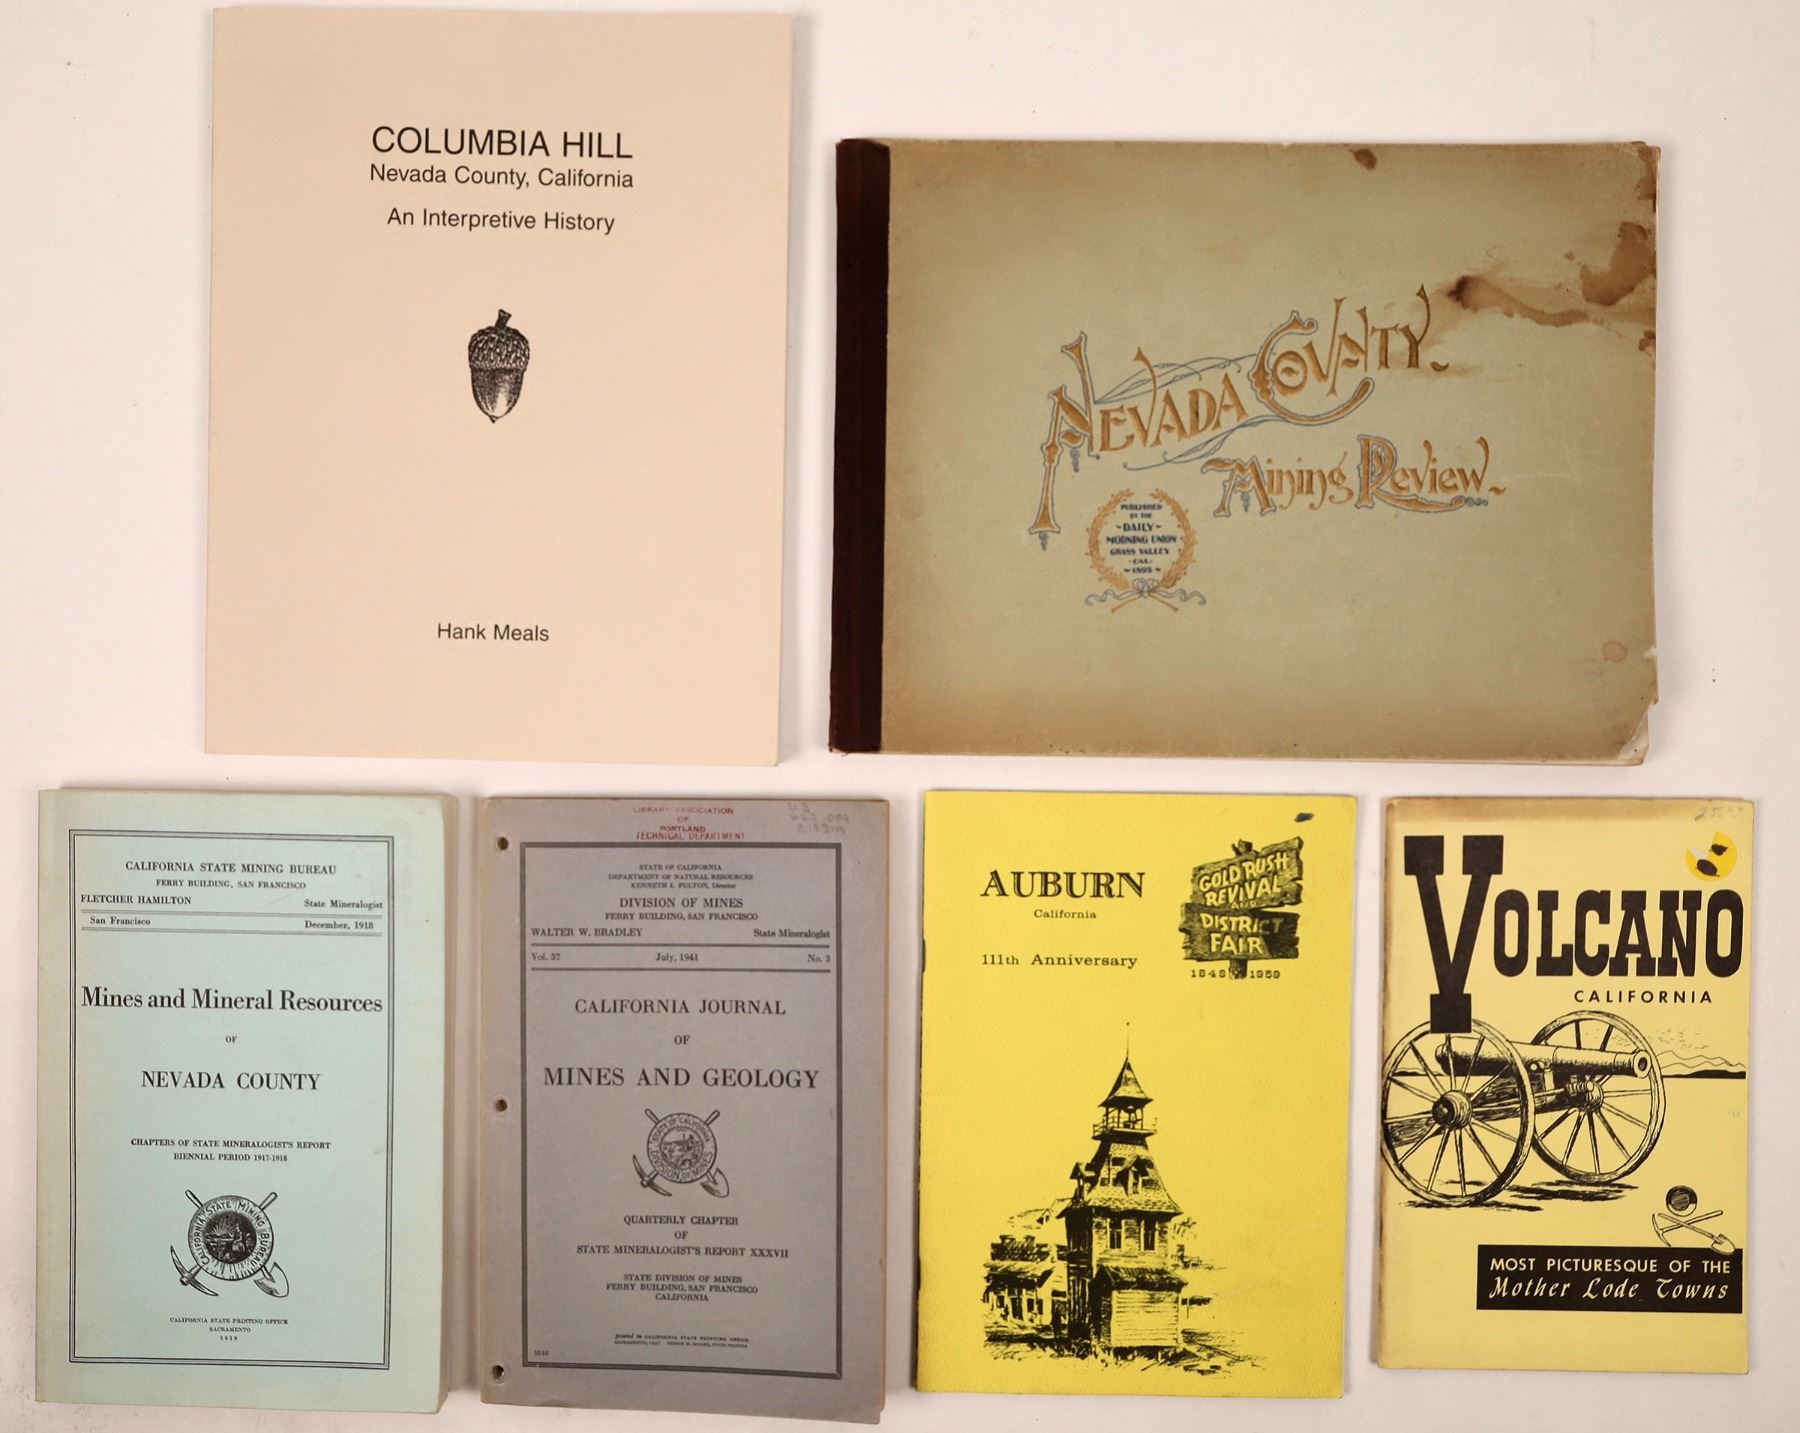 COLUMBIA HILL
Nevada County, California
An Interpretive History
Hank Meals
NEVADA COUNTY
Mining Review
PUBLISHED
BY THE
DAILY
MORNING UNION
GRASS VALLEY
CAL.
1895
CALIFORNIA STATE MINING BUREAU
FERRY BUILDING, SAN FRANCISCO
FLETCHER HAMILTON State Mineralogist
San Francisco December, 1918
Mines and Mineral Resources
OF
NEVADA COUNTY
CHAPTERS OF STATE MINERALOGIST'S REPORT
BIENNIAL PERIOD 1917-1918
CALIFORNIA STATE MINING BUREAU
CALIFORNIA STATE PRINTING OFFICE
SACRAMENTO
1919
LIBRARY ASSOCIATION
OF
PORTLAND
TECHNICAL DEPARTMENT
STATE OF CALIFORNIA
DEPARTMENT OF NATURAL RESOURCES
KENNETH I. FULTON, Director
DIVISION OF MINES
FERRY BUILDING, SAN FRANCISCO
WALTER W. BRADLEY State Mineralogist
Vol. 37 July, 1941 No. 3
CALIFORNIA JOURNAL
OF
MINES AND GEOLOGY
STATE OF CALIFORNIA
DIVISION OF MINES
QUARTERLY CHAPTER
OF
STATE MINERALOGIST'S REPORT XXXVII
STATE DIVISION OF MINES
FERRY BUILDING, SAN FRANCISCO
CALIFORNIA
printed in CALIFORNIA STATE PRINTING OFFICE
AUBURN
California
111th Anniversary
GOLD RUSH
REVIVAL
AND
DISTRICT
FAIR
1848 1959
VOLCANO
CALIFORNIA
MOST PICTURESQUE OF THE
Mother Lode Towns